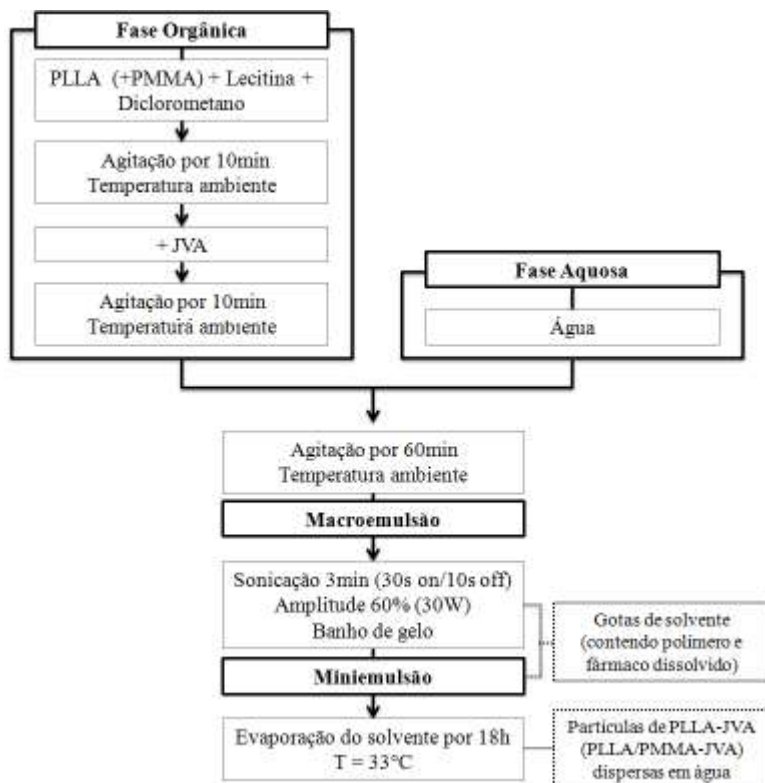 Fase Orgânica
PLLA (+PMMA) + Lecitina +
Diclorometano
Agitação por 10min
Temperatura ambiente
+ JVA
Agitação por 10min
Temperatura ambiente
Fase Aquosa
Água
Agitação por 60min
Temperatura ambiente
Macroemulsão
Sonicação 3min (30s on/10s off)
Amplitude 60% (30W)
Banho de gelo
Gotas de solvente
(contendo polímero e
fármaco dissolvido)
Miniemulsão
Evaporação do solvente por 18h
T = 33°C
Partículas de PLLA-JVA
(PLLA/PMMA-JVA)
dispersas em água